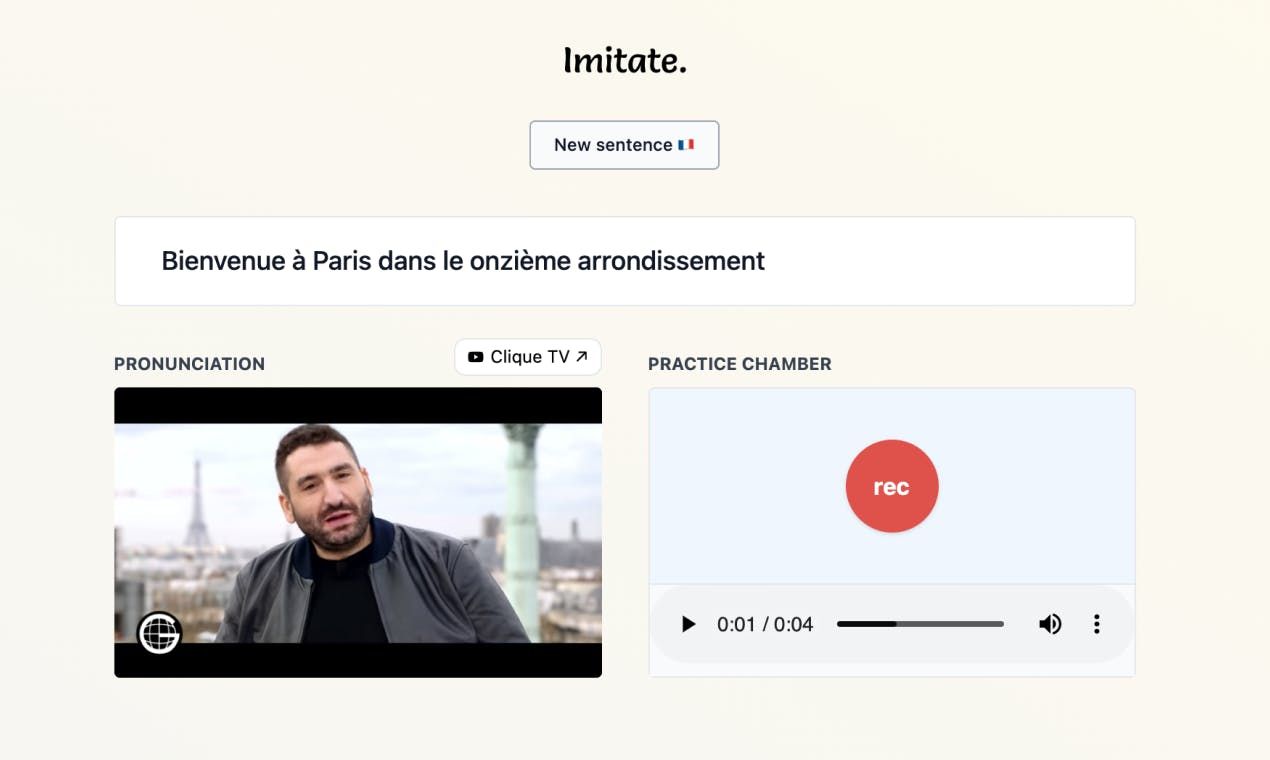 Imitate.
New sentence 🇫🇷
Bienvenue à Paris dans le onzième arrondissement
PRONUNCIATION
Clique TV ↗
PRACTICE CHAMBER
rec
0:01 / 0:04